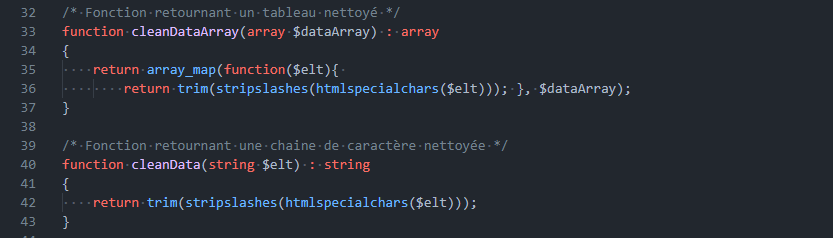 32 /* Fonction retournant un tableau nettoyé */
33 function cleanDataArray(array $dataArray) : array
34 {
35     return array_map(function($elt){
36         return trim(stripslashes(htmlspecialchars($elt))); }, $dataArray);
37 }
38
39 /* Fonction retournant une chaine de caractère nettoyée */
40 function cleanData(string $elt) : string
41 {
42     return trim(stripslashes(htmlspecialchars($elt)));
43 }